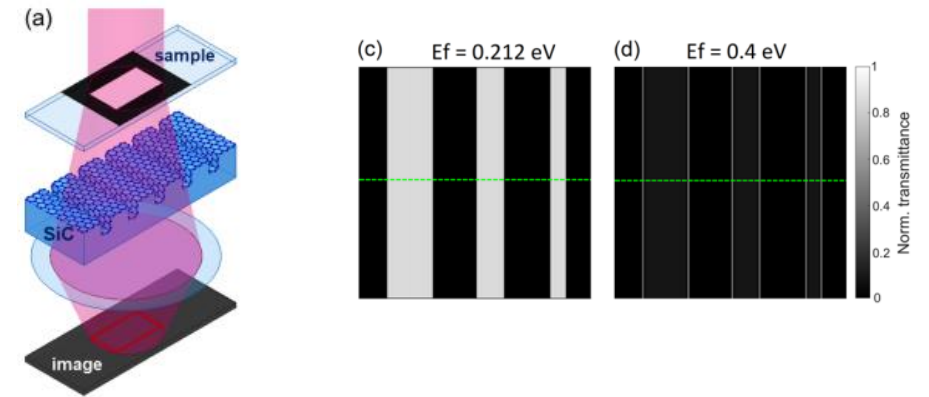 (a)
sample
SiC
image
(c) Ef = 0.212 eV
(d) Ef = 0.4 eV
1
0.8
0.6
0.4
0.2
0
Norm. transmittance